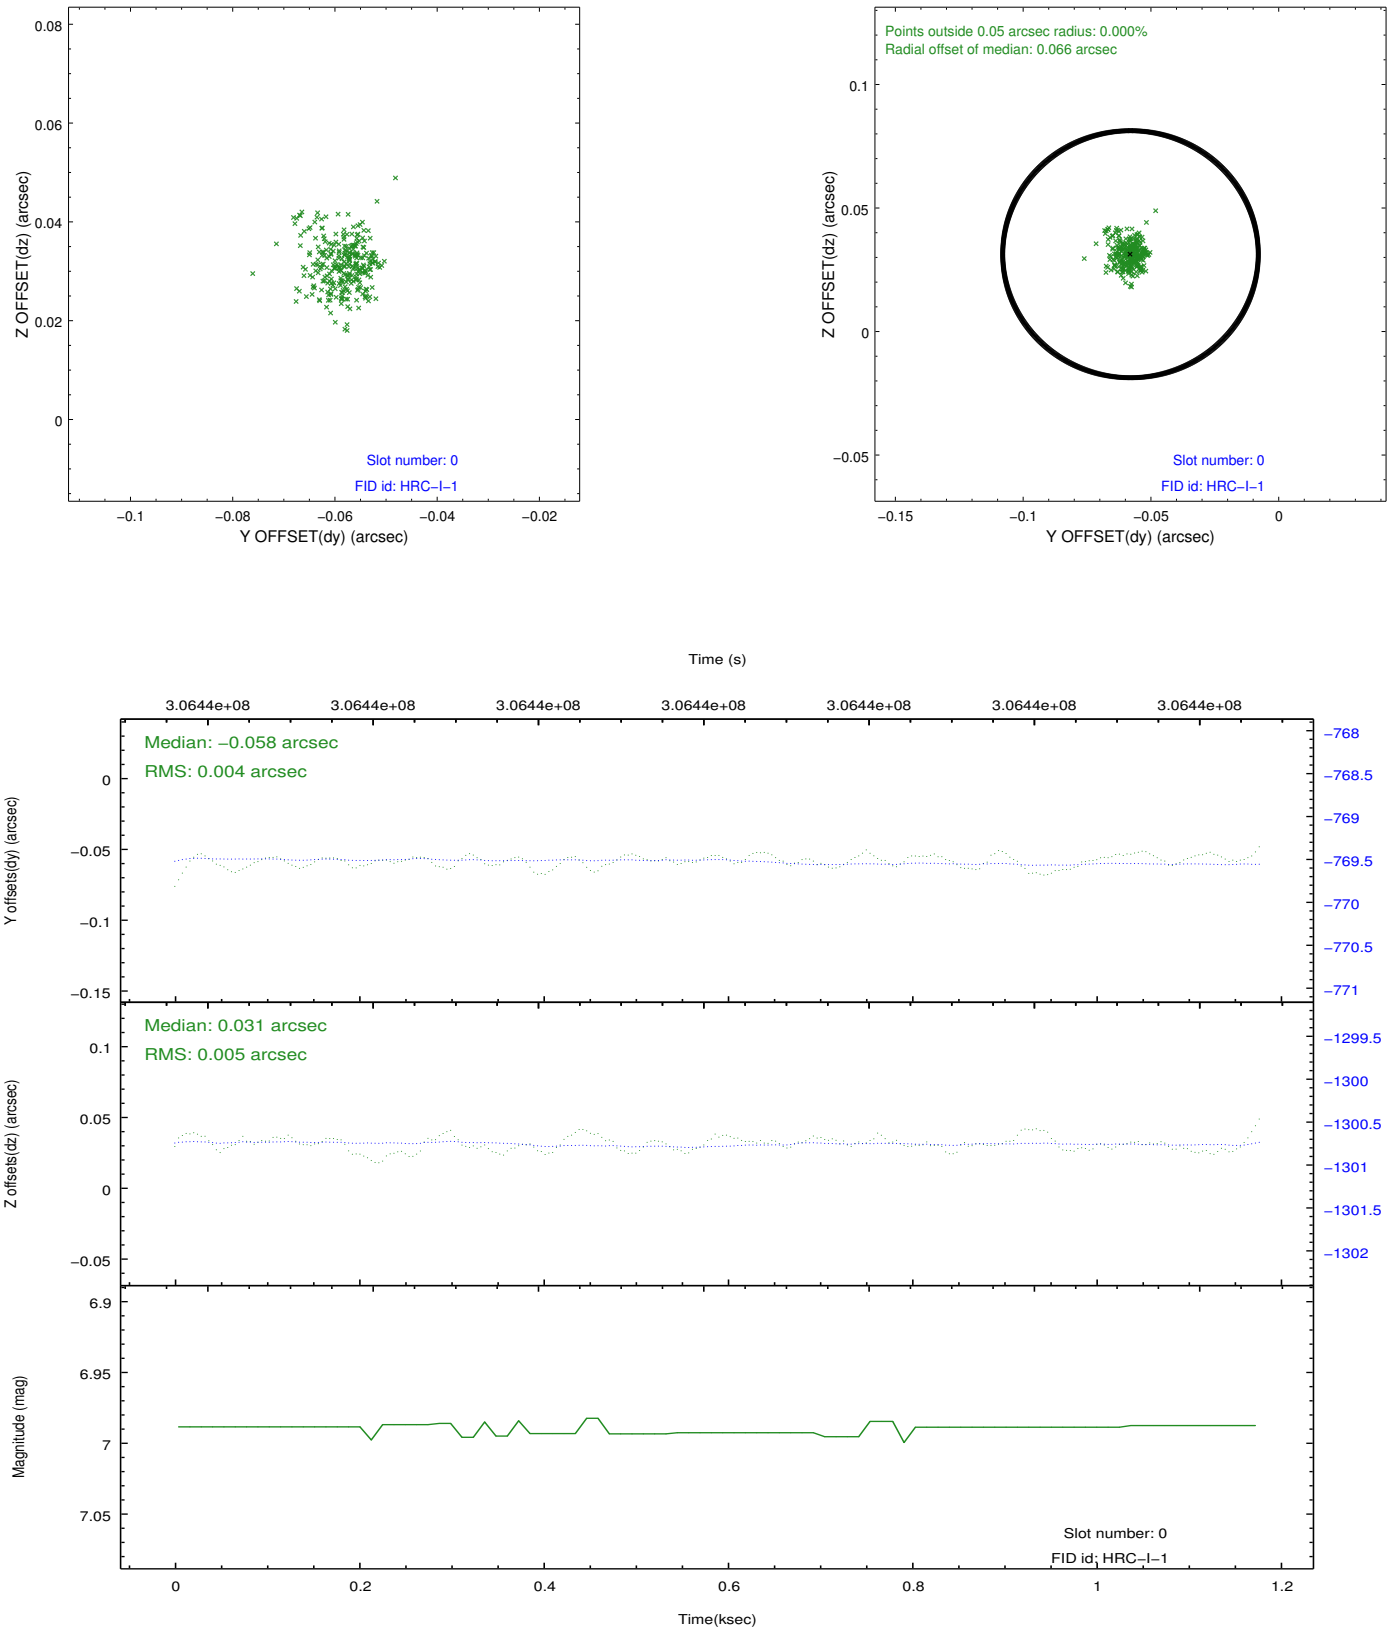 0.08
0.06
0.04
0.02
0
Z OFFSET(dz) (arcsec)
Slot number: 0
FID id: HRC−I−1
−0.1
−0.08
−0.06
−0.04
−0.02
Y OFFSET(dy) (arcsec)
Points outside 0.05 arcsec radius: 0.000%
Radial offset of median: 0.066 arcsec
0.1
0.05
0
−0.05
Z OFFSET(dz) (arcsec)
Slot number: 0
FID id: HRC−I−1
−0.15
−0.1
−0.05
0
Y OFFSET(dy) (arcsec)
Time (s)
3.0644e+08
3.0644e+08
3.0644e+08
3.0644e+08
3.0644e+08
3.0644e+08
3.0644e+08
Median: −0.058 arcsec
RMS: 0.004 arcsec
0
−0.05
−0.1
−0.15
Y offsets(dy) (arcsec)
−768
−768.5
−769
−769.5
−770
−770.5
−771
Median: 0.031 arcsec
RMS: 0.005 arcsec
0.1
0.05
0
−0.05
Z offsets(dz) (arcsec)
−1299.5
−1300
−1300.5
−1301
−1301.5
−1302
6.9
6.95
7
7.05
Magnitude (mag)
Slot number: 0
FID id: HRC−I−1
0
0.2
0.4
0.6
0.8
1
1.2
Time(ksec)